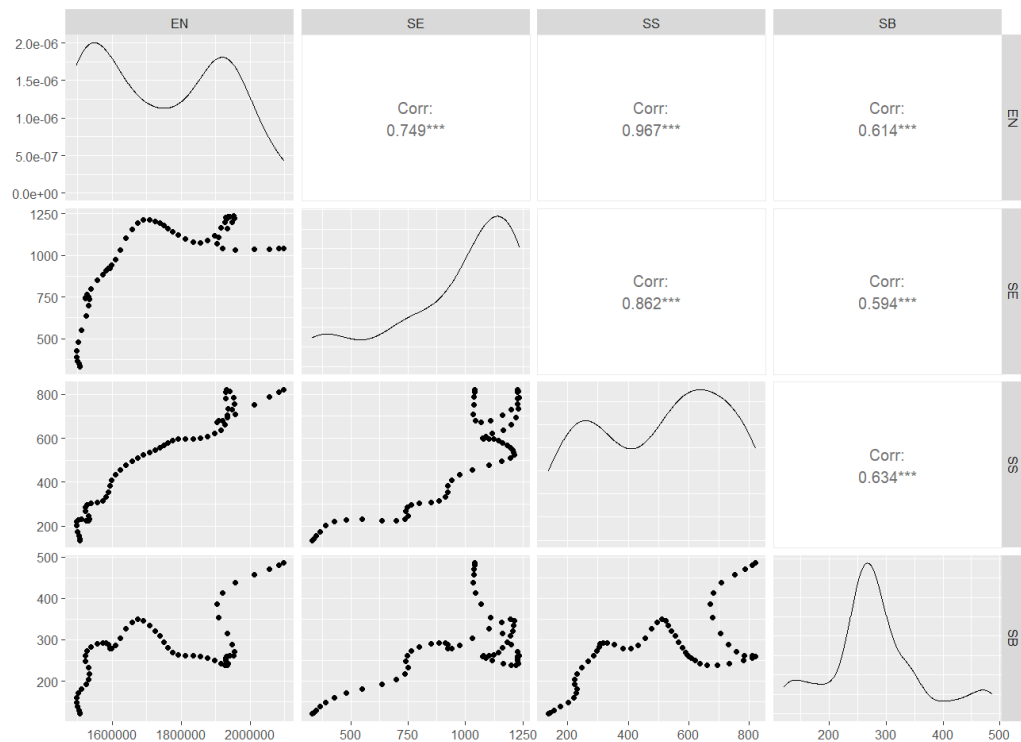 EN SE SS SB
2.0e-06
1.5e-06
1.0e-06
5.0e-07
0.0e+00
Corr:
0.749***
Corr:
0.967***
Corr:
0.614***
EN
1250
1000
750
500
Corr:
0.862***
Corr:
0.594***
SE
800
600
400
200
Corr:
0.634***
SS
500
400
300
200
SB
1600000 1800000 2000000 500 750 1000 1250 200 400 600 800 200 300 400 500